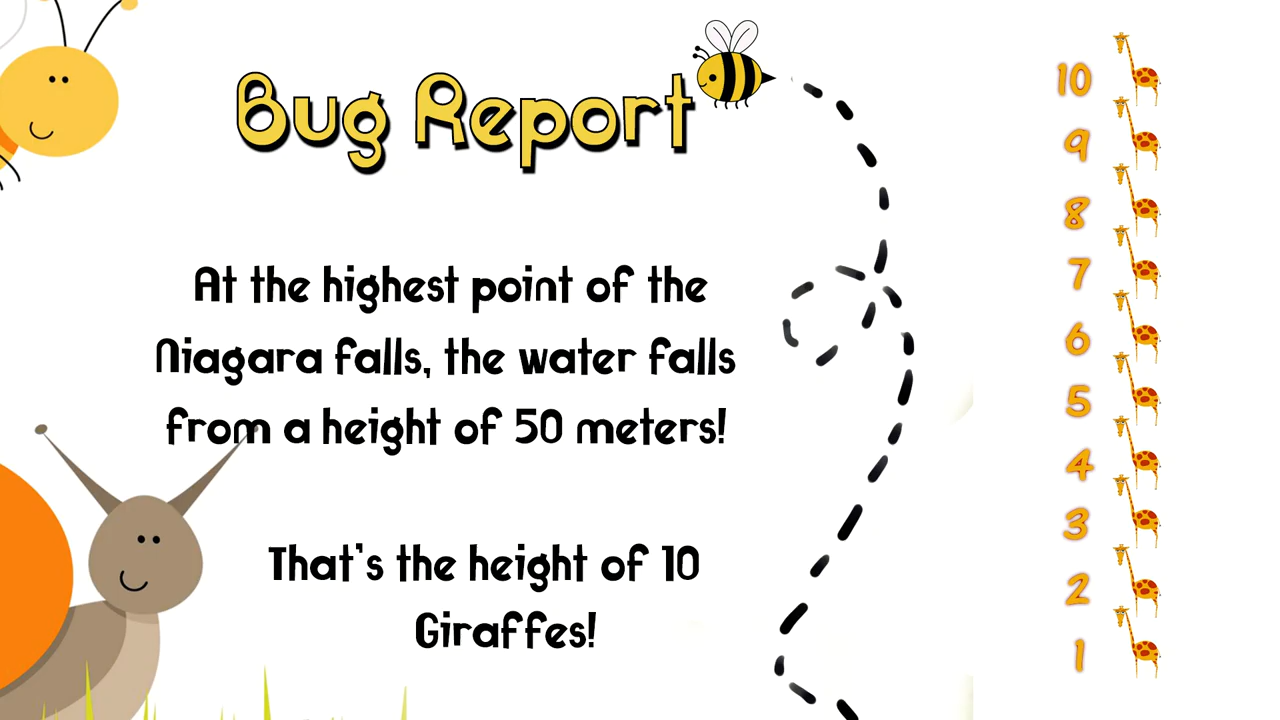 Bug Report
At the highest point of the
Niagara falls, the water falls
from a height of 50 meters!
That's the height of 10
Giraffes!
10
9
8
7
6
5
4
3
2
1